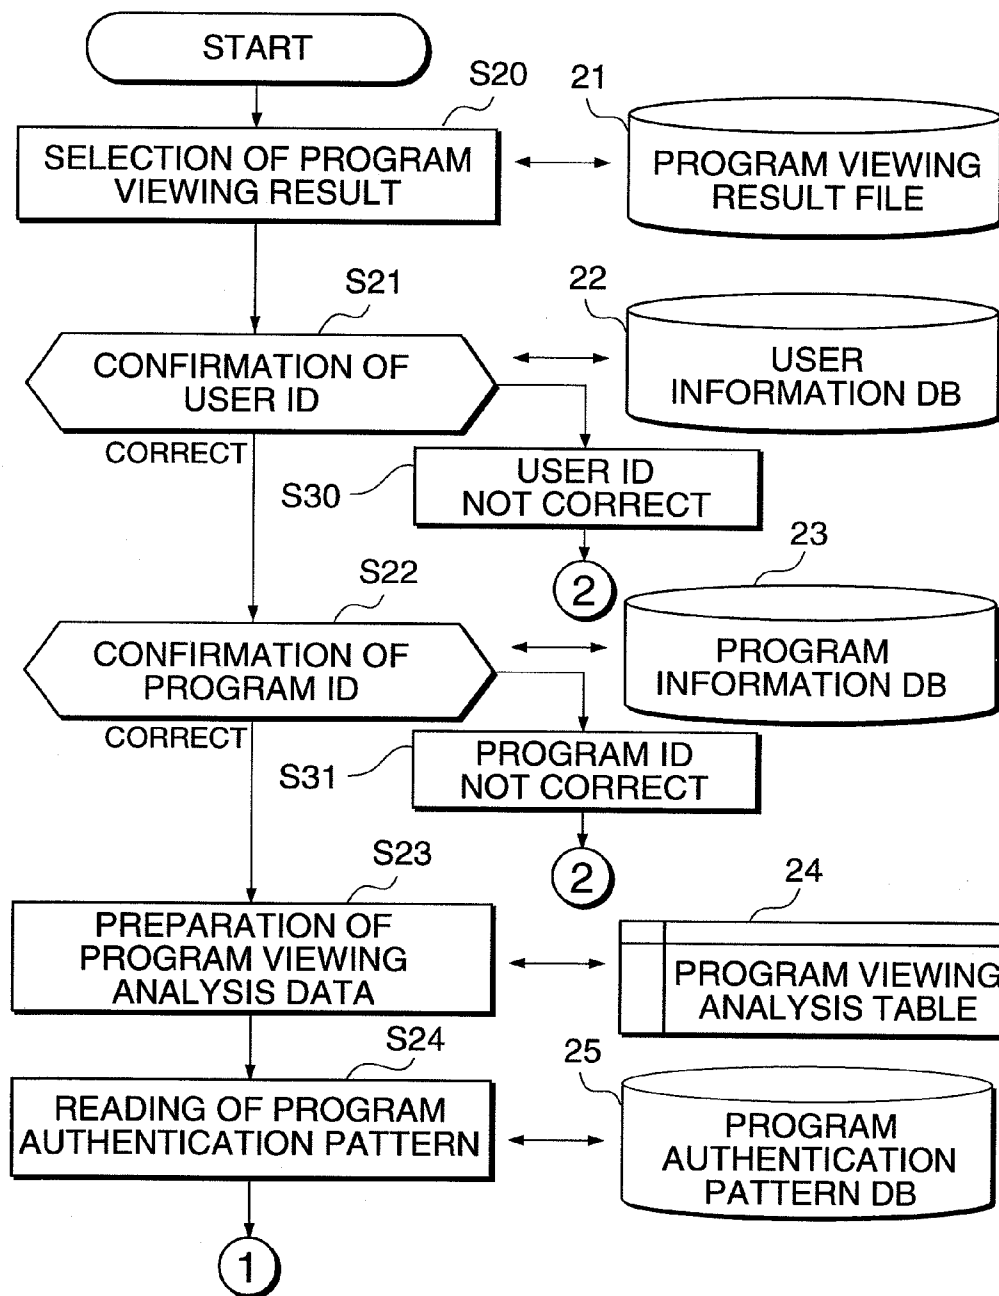 START
S20
21
SELECTION OF PROGRAM
VIEWING RESULT
PROGRAM VIEWING
RESULT FILE
S21
22
CONFIRMATION OF
USER ID
USER
INFORMATION DB
CORRECT
S30
USER ID
NOT CORRECT
2
23
S22
CONFIRMATION OF
PROGRAM ID
PROGRAM
INFORMATION DB
CORRECT
S31
PROGRAM ID
NOT CORRECT
2
S23
24
PREPARATION OF
PROGRAM VIEWING
ANALYSIS DATA
PROGRAM VIEWING
ANALYSIS TABLE
S24
25
READING OF PROGRAM
AUTHENTICATION PATTERN
PROGRAM
AUTHENTICATION
PATTERN DB
1